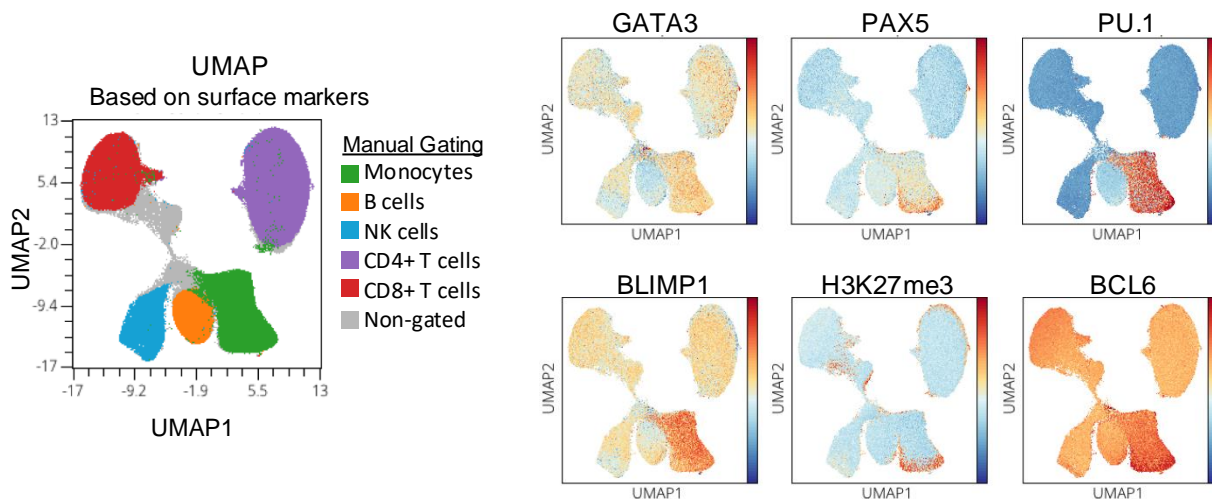 UMAP
Based on surface markers
13
5.4
-2.0
-9.4
-17
-17
-9.2
-1.9
5.5
13
UMAP2
UMAP1
Manual Gating
Monocytes
B cells
NK cells
CD4+ T cells
CD8+ T cells
Non-gated
GATA3
UMAP2
UMAP1
PAX5
UMAP2
UMAP1
PU.1
UMAP2
UMAP1
BLIMP1
UMAP2
UMAP1
H3K27me3
UMAP2
UMAP1
BCL6
UMAP2
UMAP1